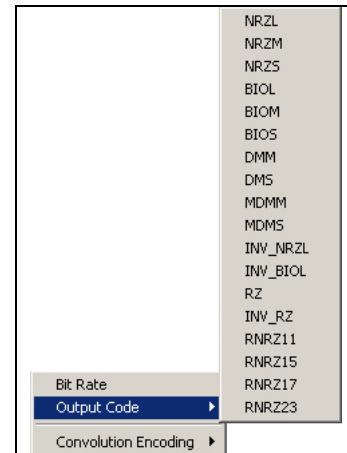 NRZL
NRZM
NRZS
BIOL
BIOM
BIOS
DMM
DMS
MDMM
MDMS
INV_NRZL
INV_BIOL
RZ
INV_RZ
RNRZ11
RNRZ15
RNRZ17
RNRZ23
Bit Rate
Output Code
Convolution Encoding